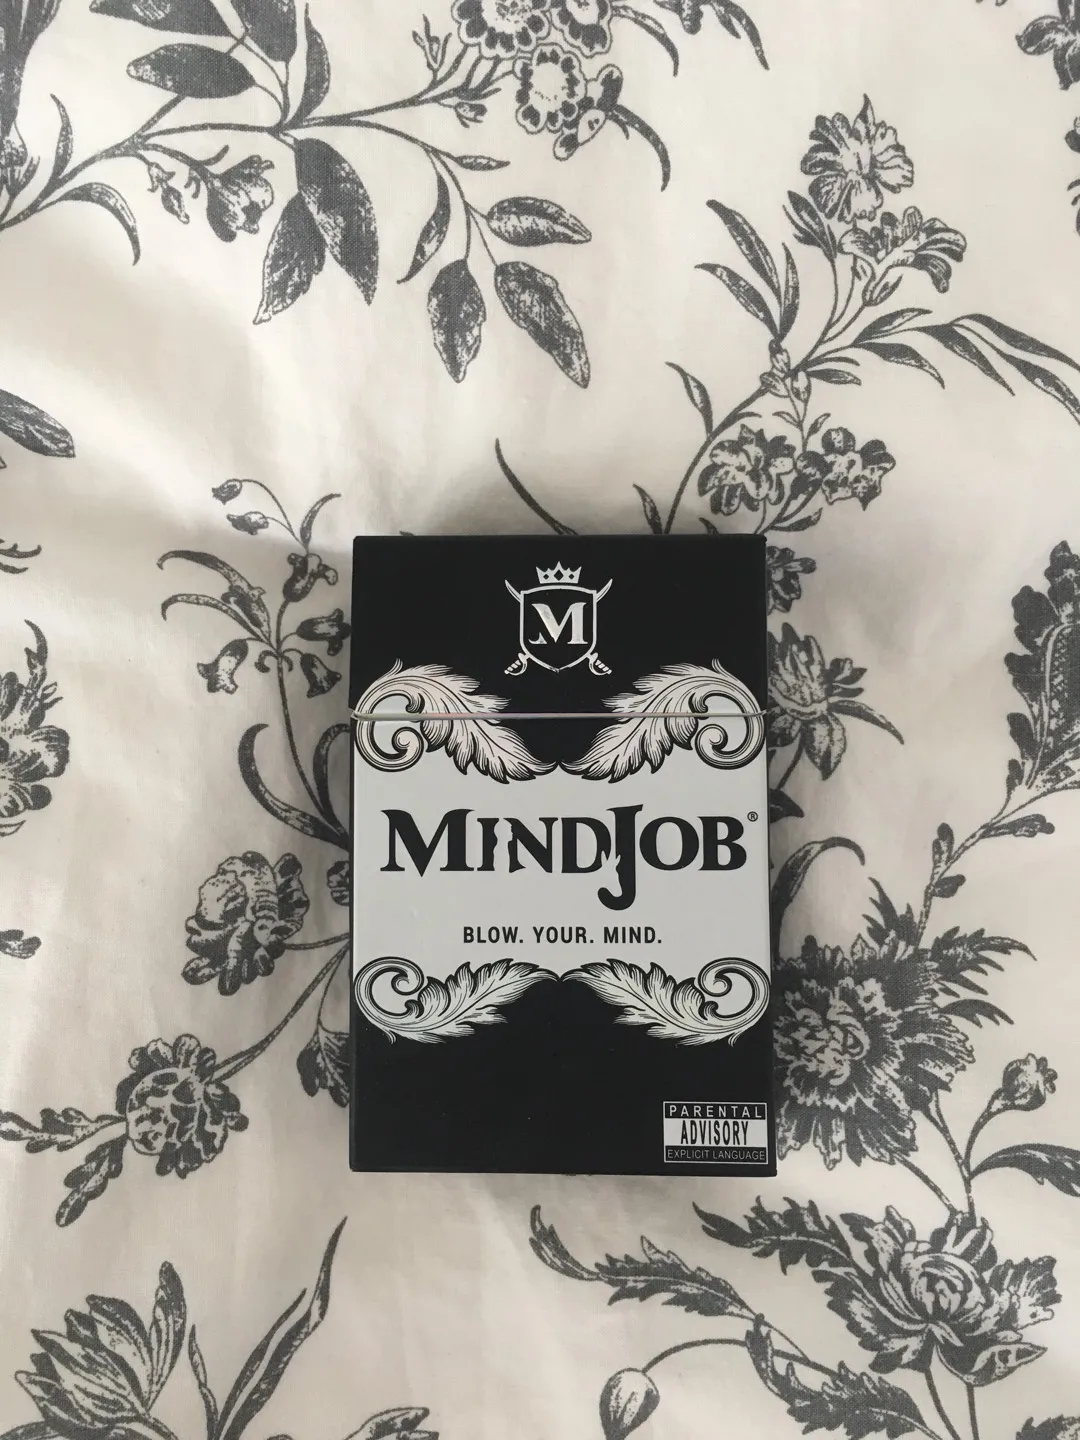 M
MINDJOB®
BLOW. YOUR. MIND.
PARENTAL
ADVISORY
EXPLICIT LANGUAGE